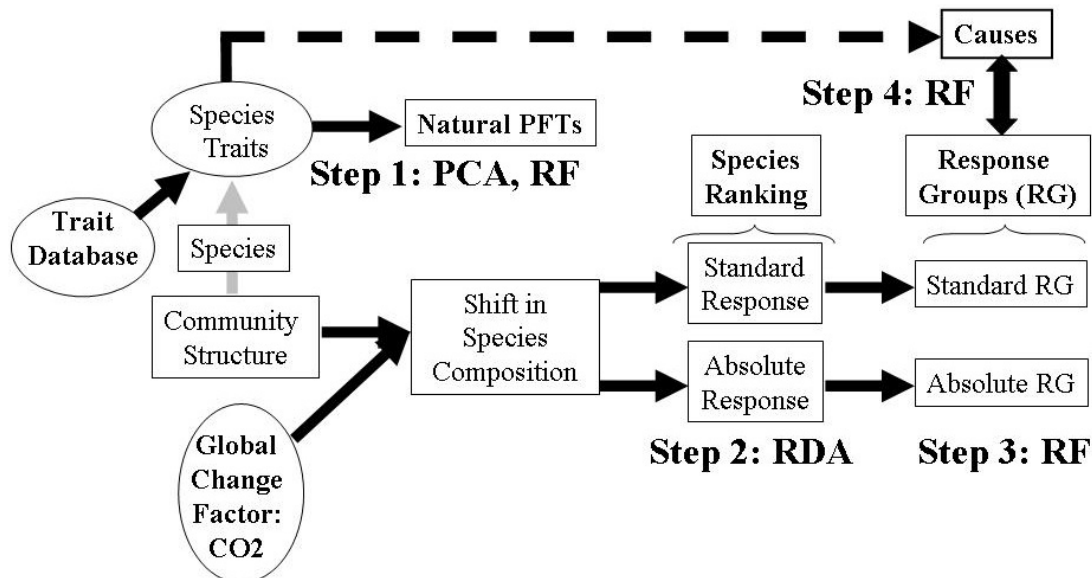 Causes
Step 4: RF
Species
Traits
Natural PFTs
Step 1: PCA, RF
Species
Ranking
Response
Groups (RG)
Trait
Database
Species
Standard
Response
Standard RG
Community
Structure
Shift in
Species
Composition
Absolute
Response
Absolute RG
Step 2: RDA
Step 3: RF
Global
Change
Factor:
CO2